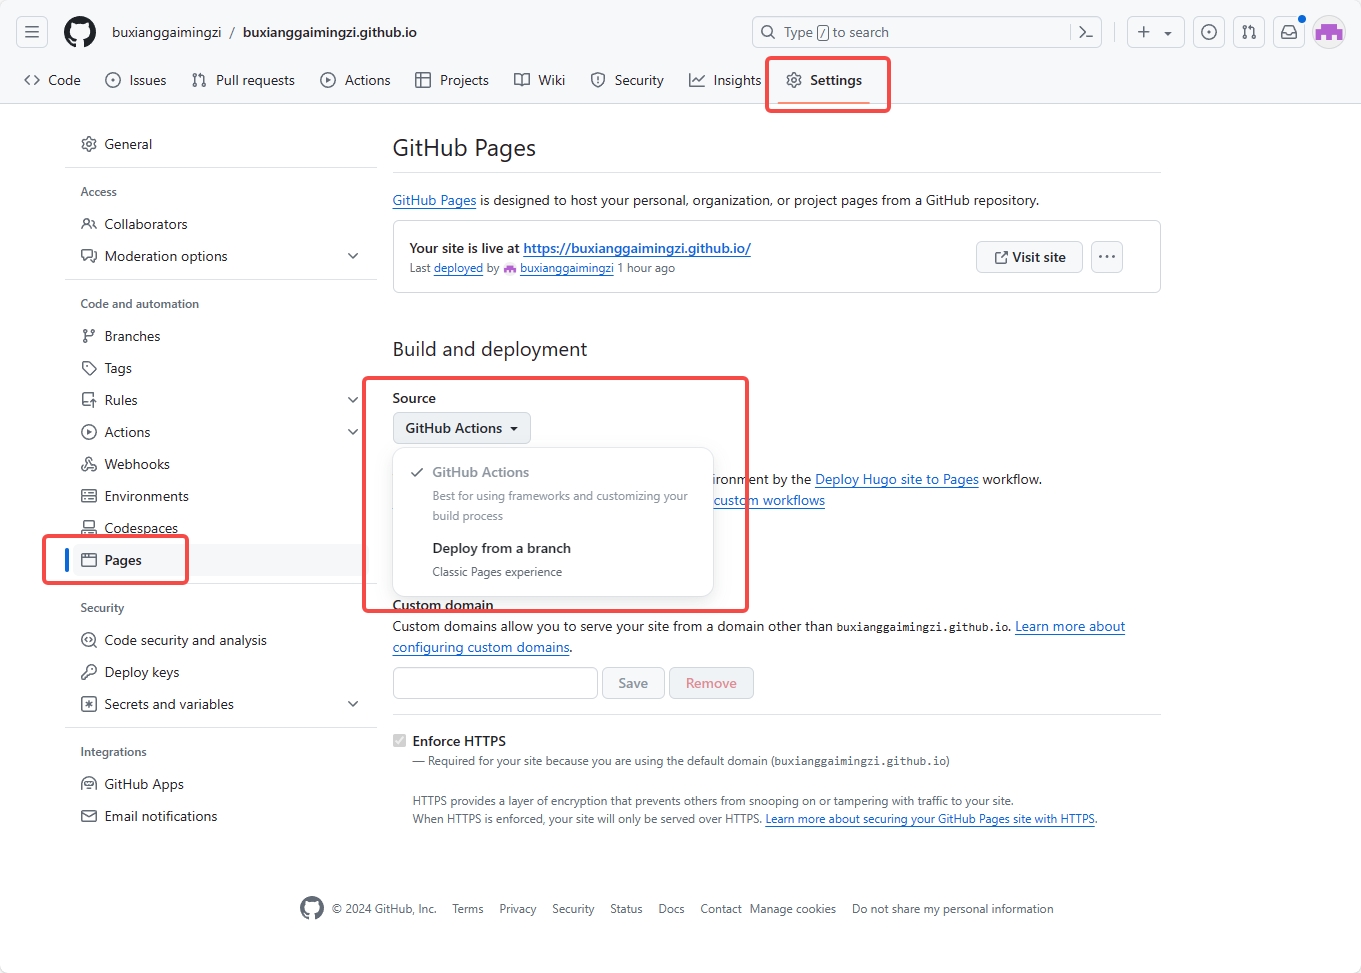 buxianggaimingzi / buxianggaimingzi.github.io
Type / to search
Code Issues Pull requests Actions Projects Wiki Security Insights Settings
General
Access
Collaborators
Moderation options
Code and automation
Branches
Tags
Rules
Actions
Webhooks
Environments
Codespaces
Pages
Security
Code security and analysis
Deploy keys
Secrets and variables
Integrations
GitHub Apps
Email notifications
GitHub Pages
GitHub Pages is designed to host your personal, organization, or project pages from a GitHub repository.
Your site is live at https://buxianggaimingzi.github.io/
Last deployed by buxianggaimingzi 1 hour ago
Visit site
Build and deployment
Source
GitHub Actions
GitHub Actions
Best for using frameworks and customizing your
build process
Deploy from a branch
Classic Pages experience
ironment by the Deploy Hugo site to Pages workflow.
custom workflows
Custom domain
Custom domains allow you to serve your site from a domain other than buxianggaimingzi.github.io. Learn more about
configuring custom domains.
Save Remove
Enforce HTTPS
— Required for your site because you are using the default domain (buxianggaimingzi.github.io)
HTTPS provides a layer of encryption that prevents others from snooping on or tampering with traffic to your site.
When HTTPS is enforced, your site will only be served over HTTPS. Learn more about securing your GitHub Pages site with HTTPS.
© 2024 GitHub, Inc. Terms Privacy Security Status Docs Contact Manage cookies Do not share my personal information